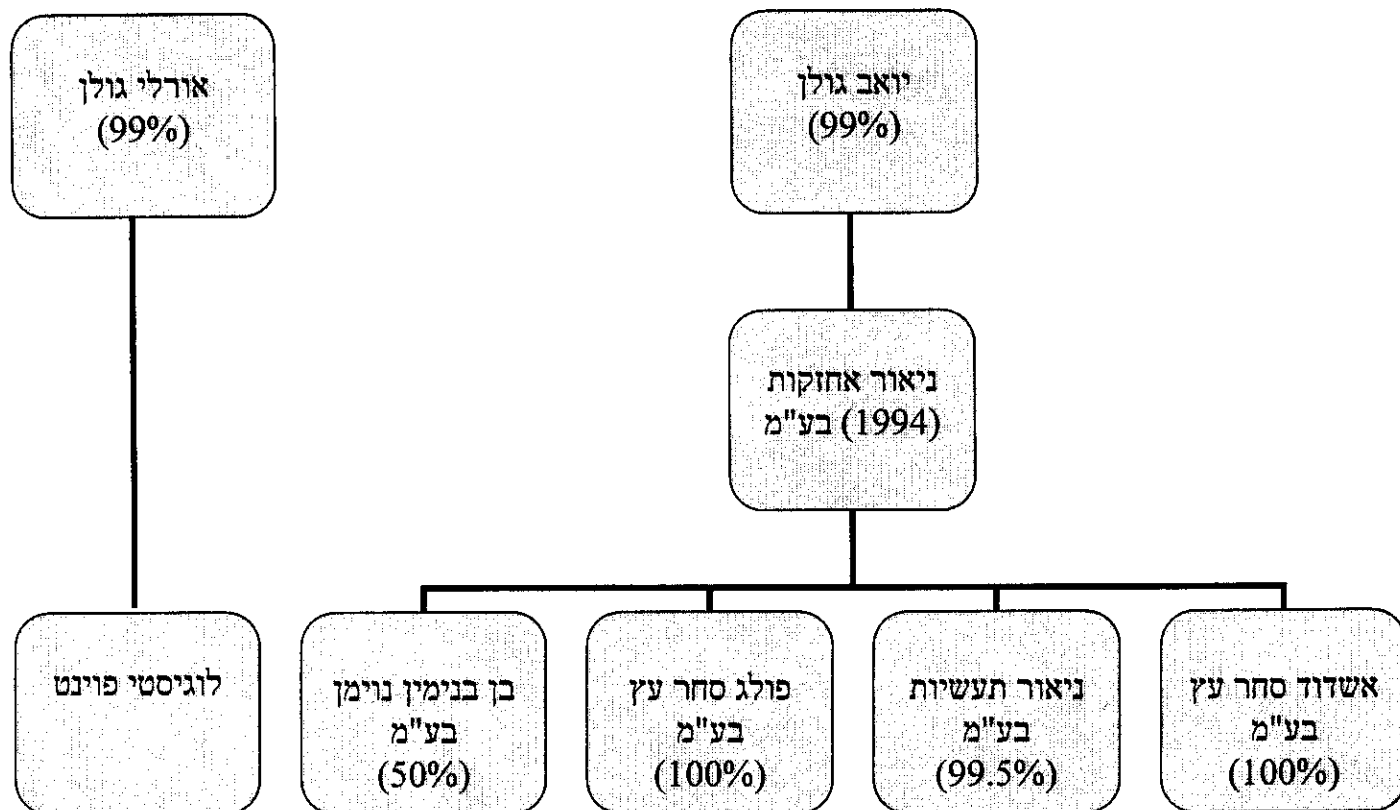 יואב גולן
(99%)
אורלי גולן
(99%)
ניאור אחזקות
(1994) בע"מ
אשדוד סחר עץ
בע"מ
(100%)
ניאור תעשיות
בע"מ
(99.5%)
פולג סחר עץ
בע"מ
(100%)
בן בנימין נוימן
בע"מ
(50%)
לוגיסטי פוינט